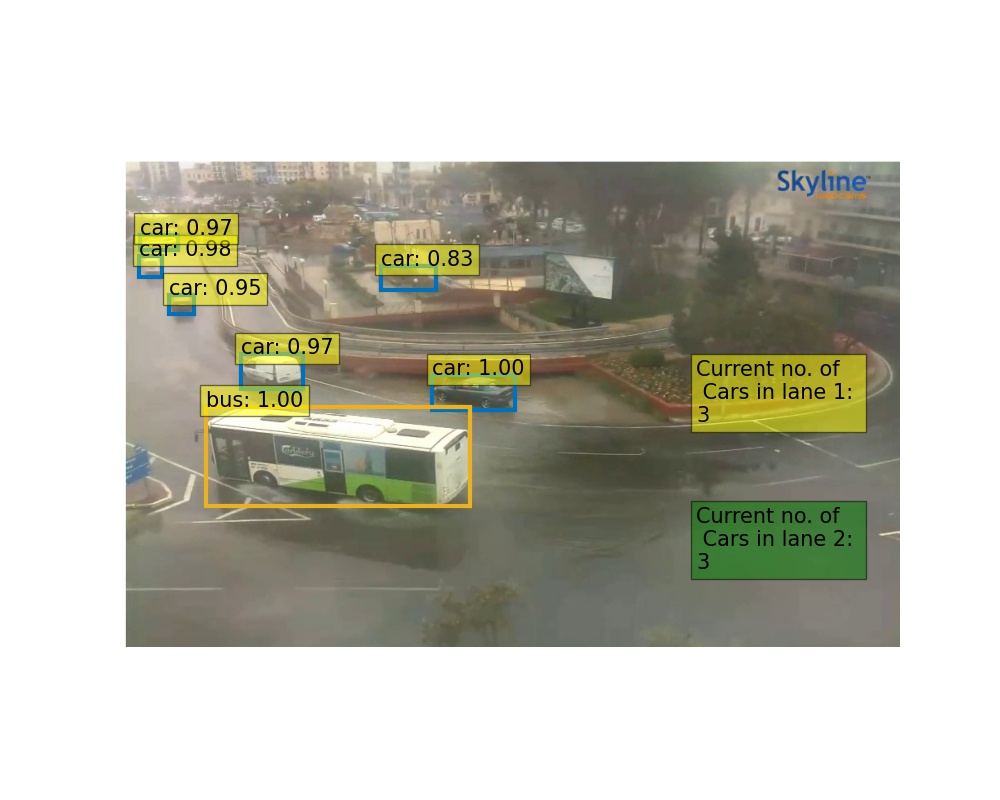 Skyline
car: 0.97
car: 0.98
car: 0.83
car: 0.95
car: 0.97
car: 1.00
bus: 1.00
Current no. of
Cars in lane 1:
3
Carlsberg
Current no. of
Cars in lane 2:
3